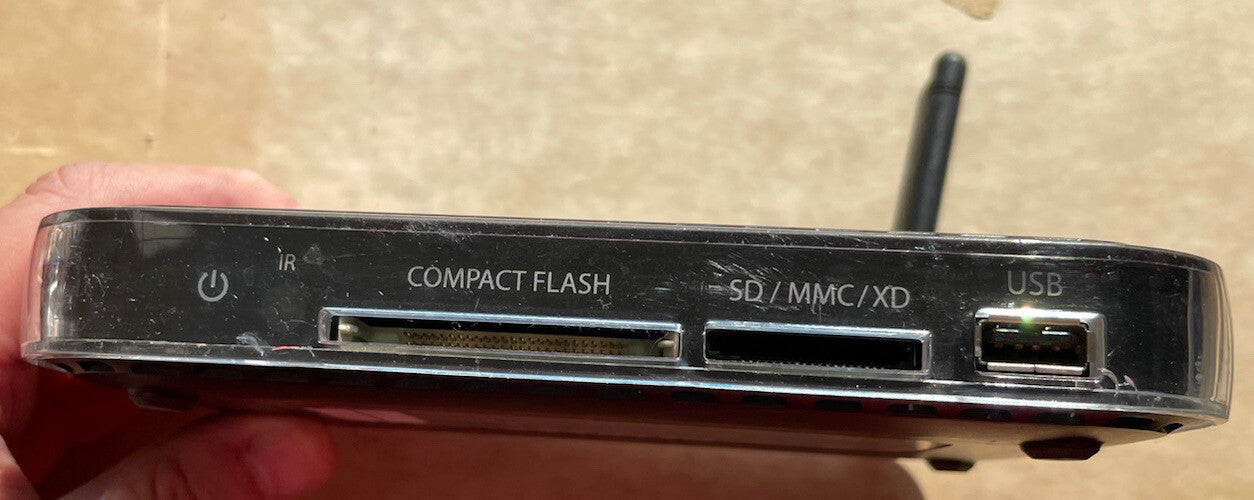 IR
COMPACT FLASH
SD / MMC / XD
USB